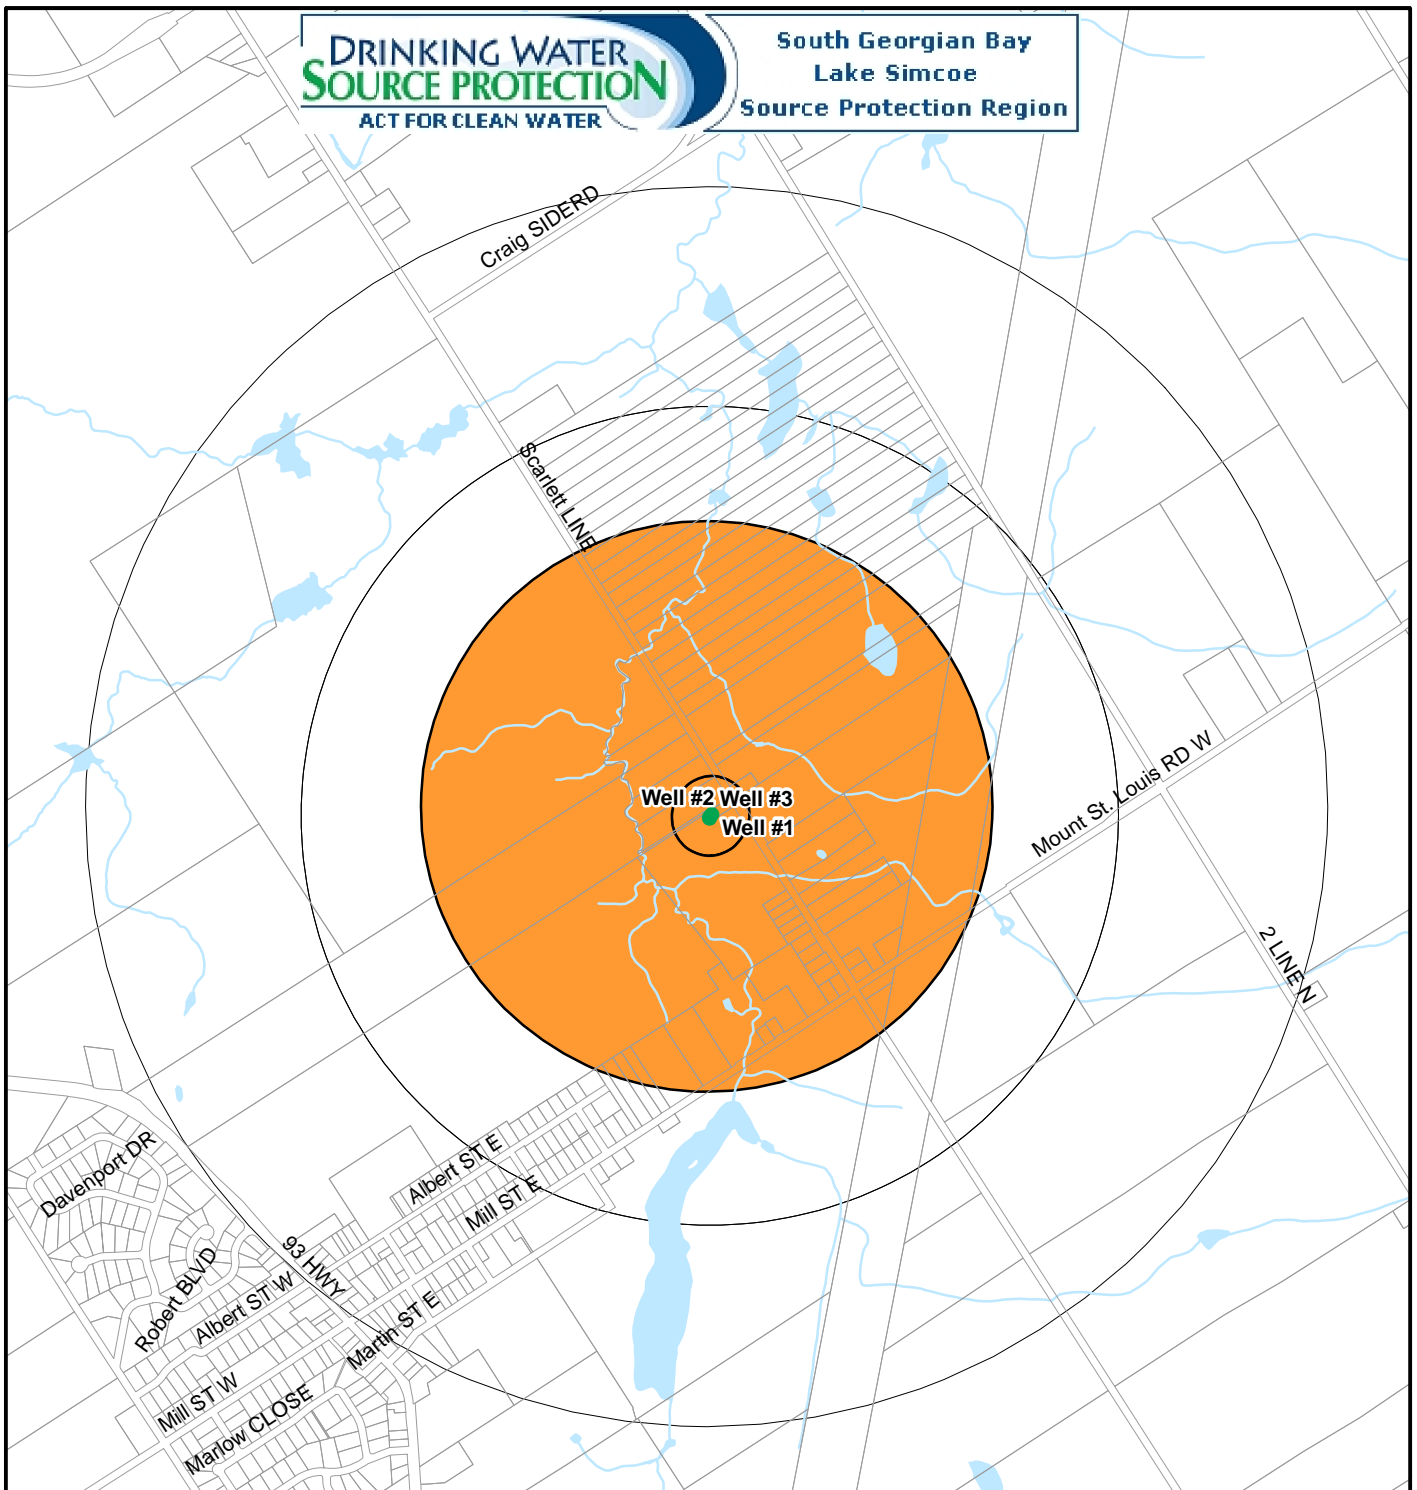 DRINKING WATER
SOURCE PROTECTION
ACT FOR CLEAN WATER
South Georgian Bay
Lake Simcoe
Source Protection Region
Craig SIDERD
Scarlett LINE
Well #2 Well #3
Well #1
Mount St. Louis RD W
2 LINE N
Davenport DR
Albert ST E
Mill ST E
93 HWY
Robert BLVD
Albert ST W
Martin ST E
Mill ST W
Marlow CLOSE